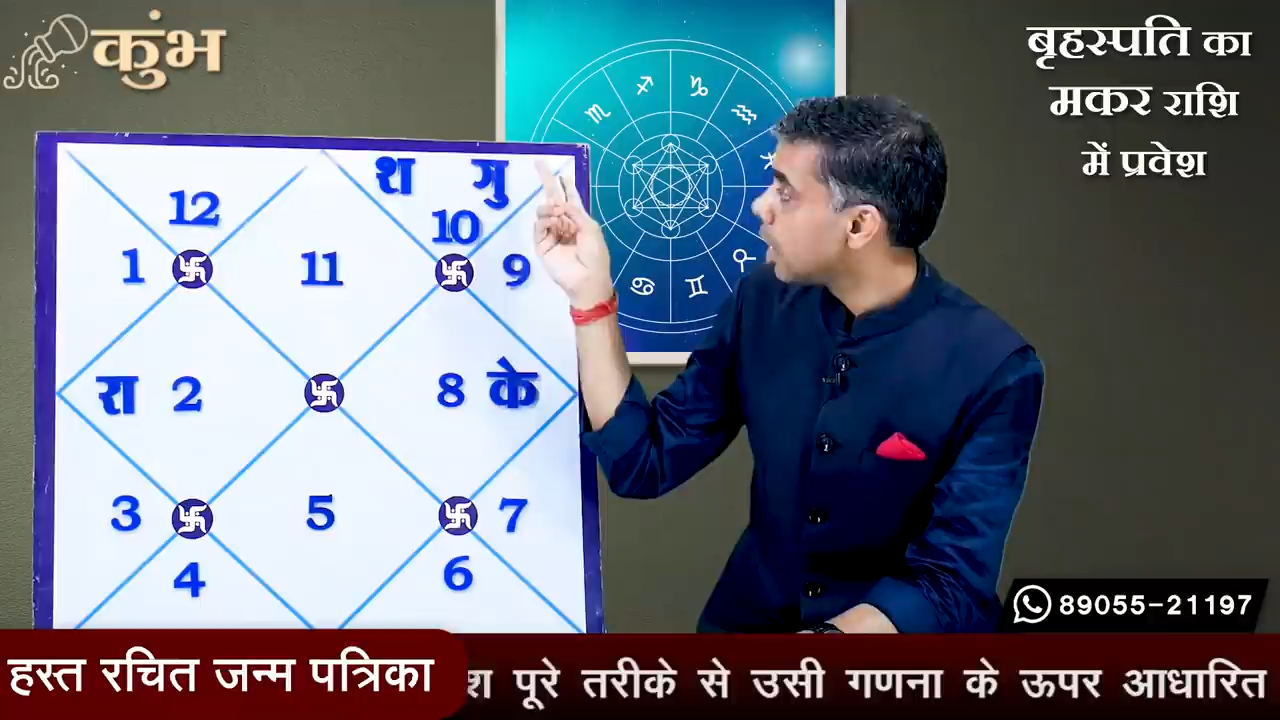 कुंभ
बृहस्पति का
मकर राशि
में प्रवेश
श गु
12 10
1 11 9
रा 2 8 के
3 5 7
4 6
89055-21197
हस्त रचित जन्म पत्रिका
पूरे तरीके से उसी गणना के ऊपर आधारित